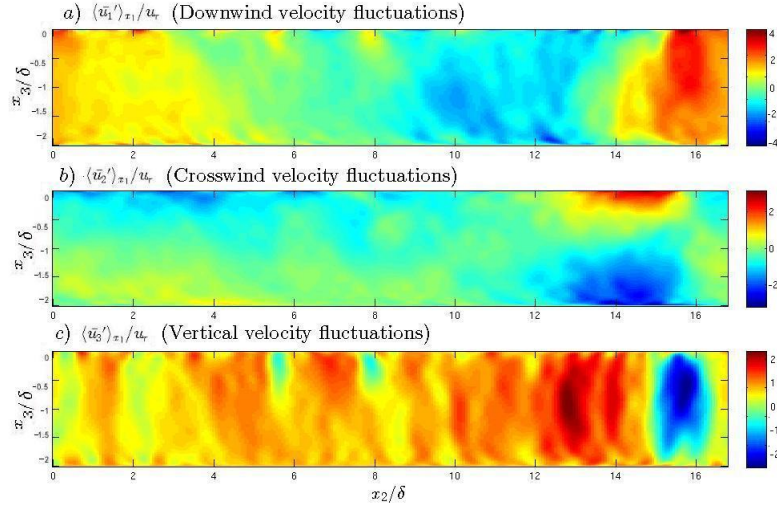 a) ⟨ū₁′⟩ₓ₁/uτ (Downwind velocity fluctuations)
x₃/δ
0
-0.5
-1
-1.5
-2
0 2 4 6 8 10 12 14 16
4
2
0
-2
-4
b) ⟨ū₂′⟩ₓ₁/uτ (Crosswind velocity fluctuations)
x₃/δ
0
-0.5
-1
-1.5
-2
0 2 4 6 8 10 12 14 16
2
0
-2
c) ⟨ū₃′⟩ₓ₁/uτ (Vertical velocity fluctuations)
x₃/δ
0
-0.5
-1
-1.5
-2
0 2 4 6 8 10 12 14 16
x₂/δ
2
1
0
-1
-2